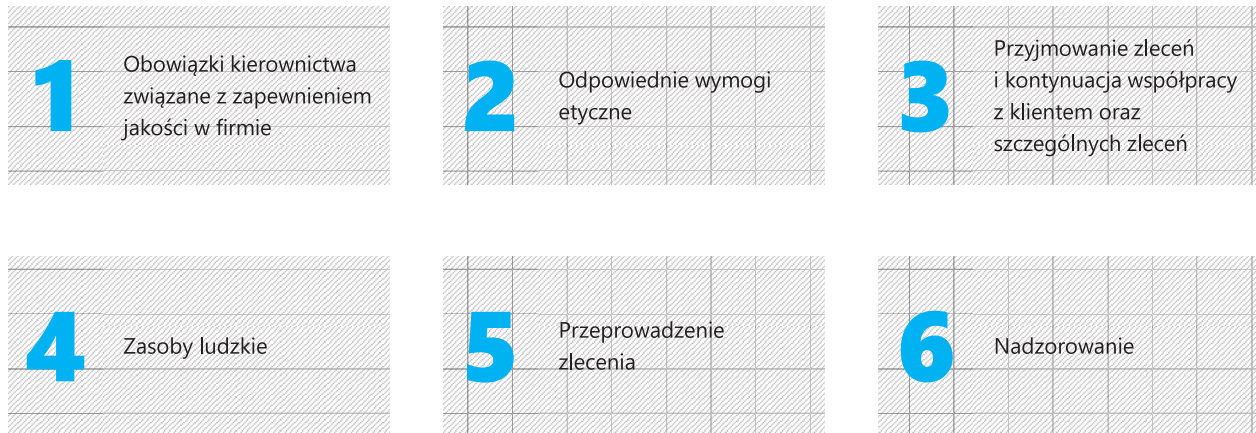 1
Obowiązki kierownictwa
związane z zapewnieniem
jakości w firmie
2
Odpowiednie wymogi
etyczne
3
Przyjmowanie zleceń
i kontynuacja współpracy
z klientem oraz
szczególnych zleceń
4
Zasoby ludzkie
5
Przeprowadzenie
zlecenia
6
Nadzorowanie